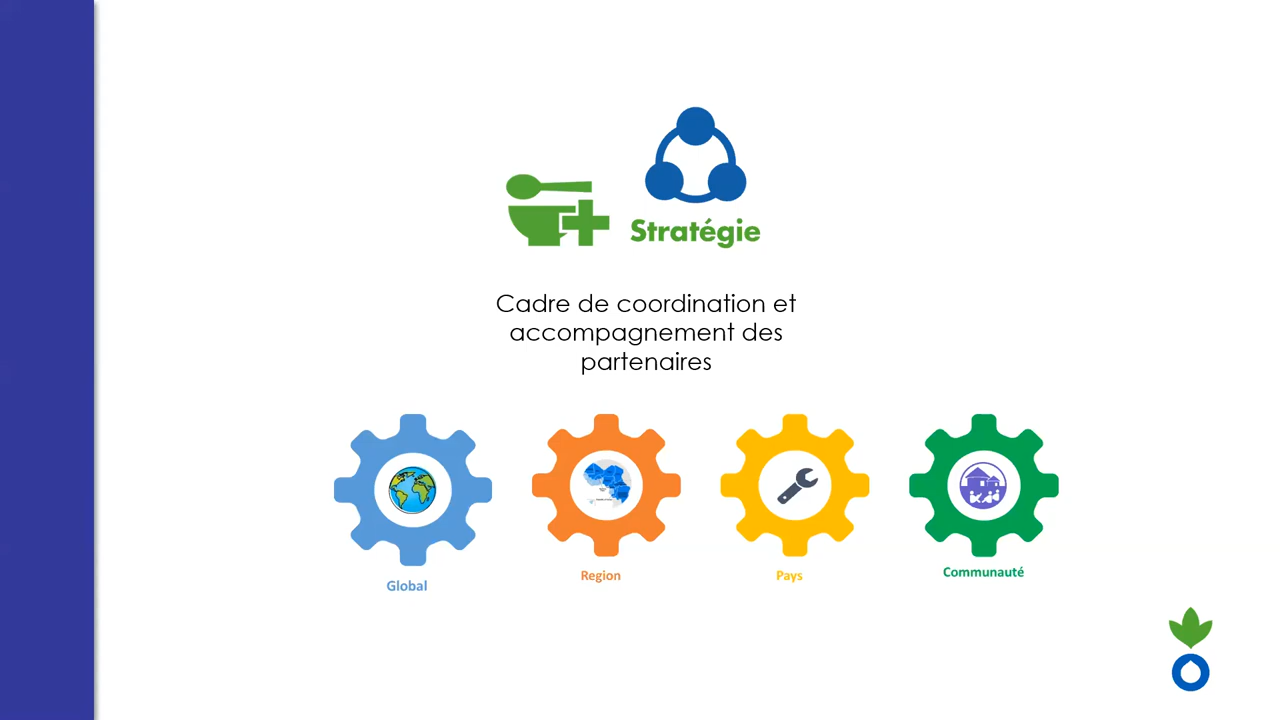 Stratégie
Cadre de coordination et
accompagnement des
partenaires
Global
Region
Pays
Communauté